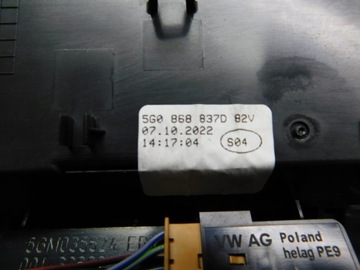 5G0 868 837D 82V
07.10.2022
14:17:04 S04
VW AG Poland
helag PE9